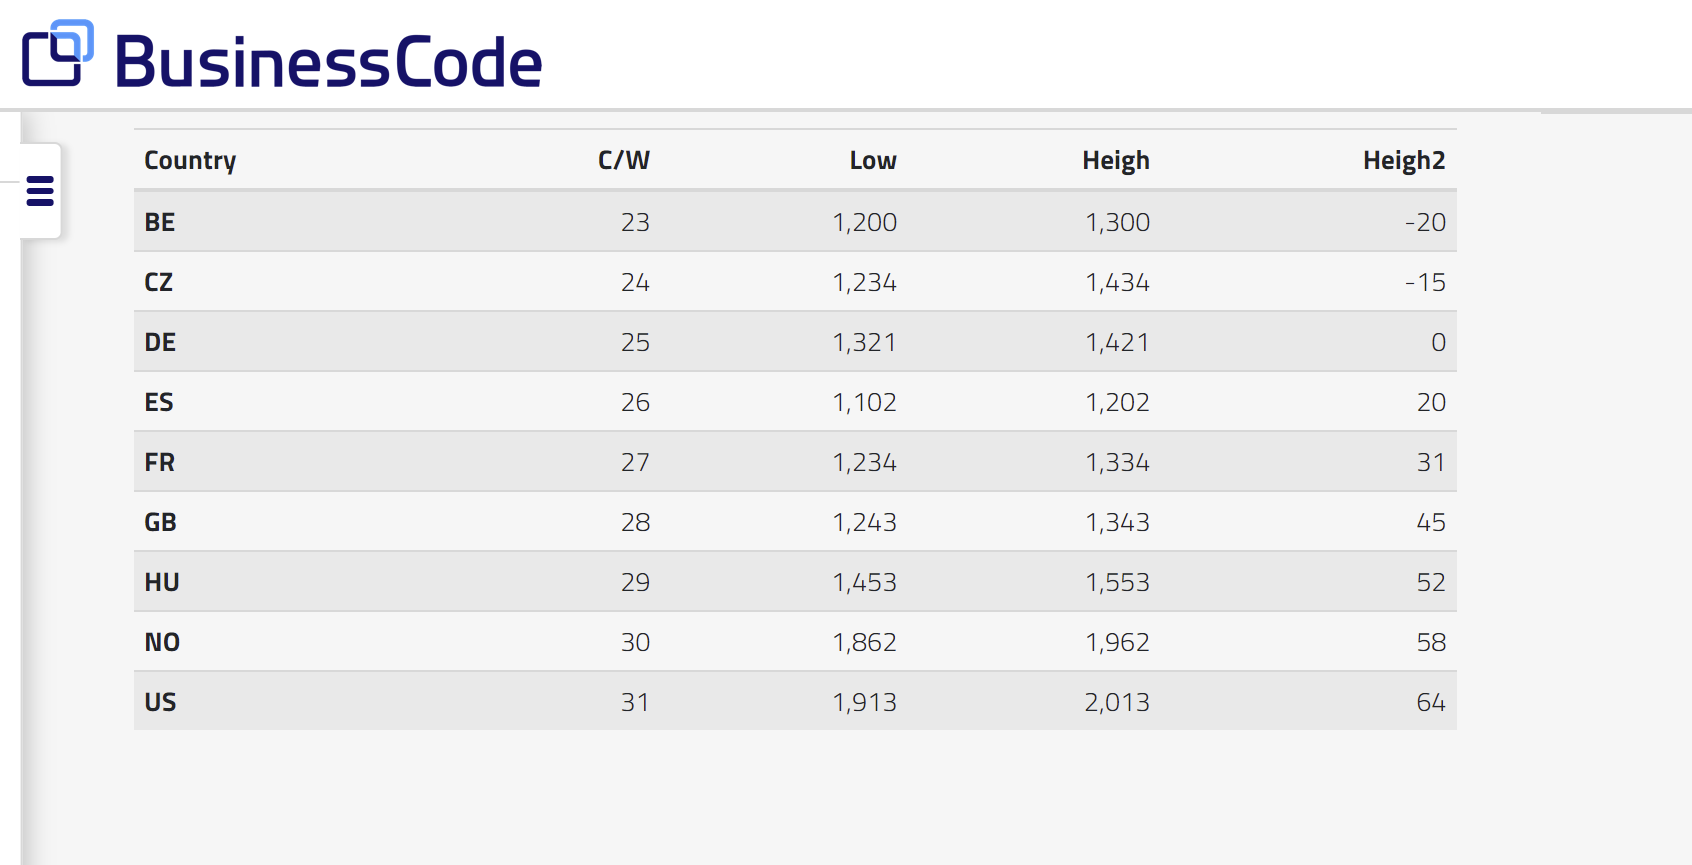 BusinessCode
Country C/W Low Heigh Heigh2
BE 23 1,200 1,300 -20
CZ 24 1,234 1,434 -15
DE 25 1,321 1,421 0
ES 26 1,102 1,202 20
FR 27 1,234 1,334 31
GB 28 1,243 1,343 45
HU 29 1,453 1,553 52
NO 30 1,862 1,962 58
US 31 1,913 2,013 64